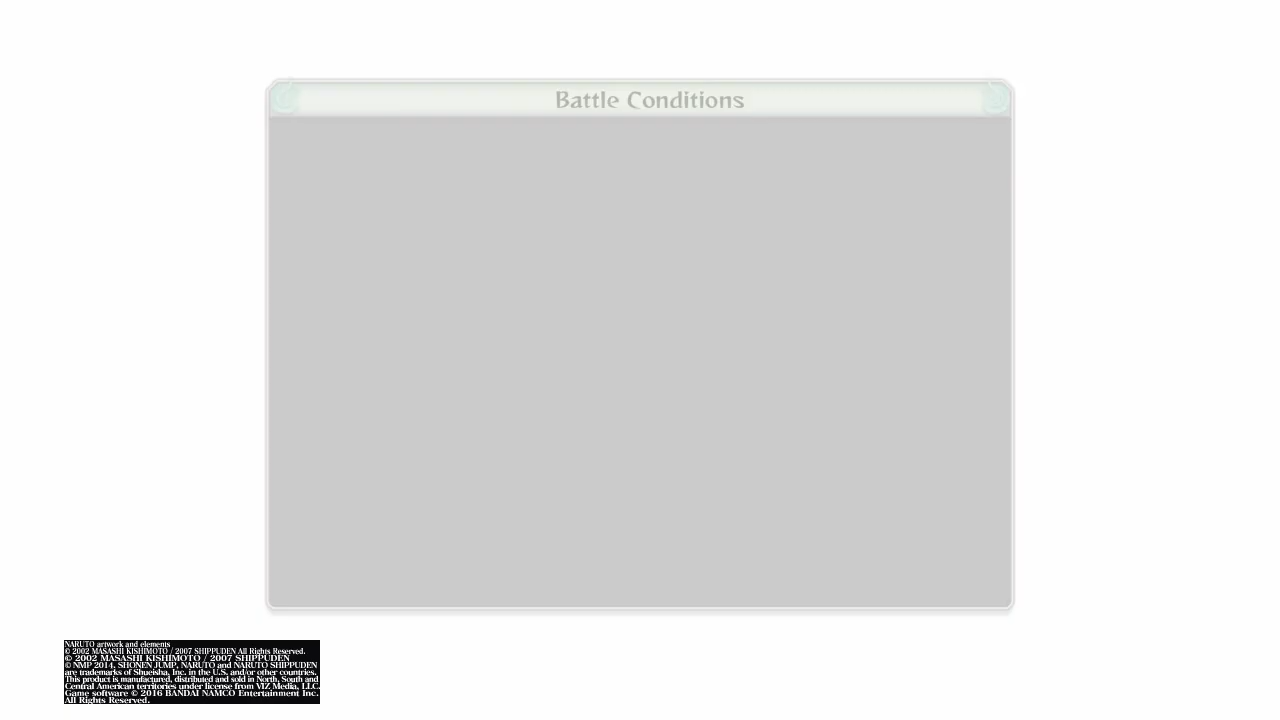 Battle Conditions
NARUTO artwork and elements
© 2002 MASASHI KISHIMOTO / 2007 SHIPPUDEN All Rights Reserved.
© 2002 MASASHI KISHIMOTO / 2007 SHIPPUDEN
© NMP 2014, SHONEN JUMP, NARUTO and NARUTO SHIPPUDEN
are trademarks of Shueisha, Inc. in the U.S. and/or other countries.
This product is manufactured, distributed and sold in North, South and
Central American territories under license from VIZ Media, LLC.
Game software © 2016 BANDAI NAMCO Entertainment Inc.
All Rights Reserved.